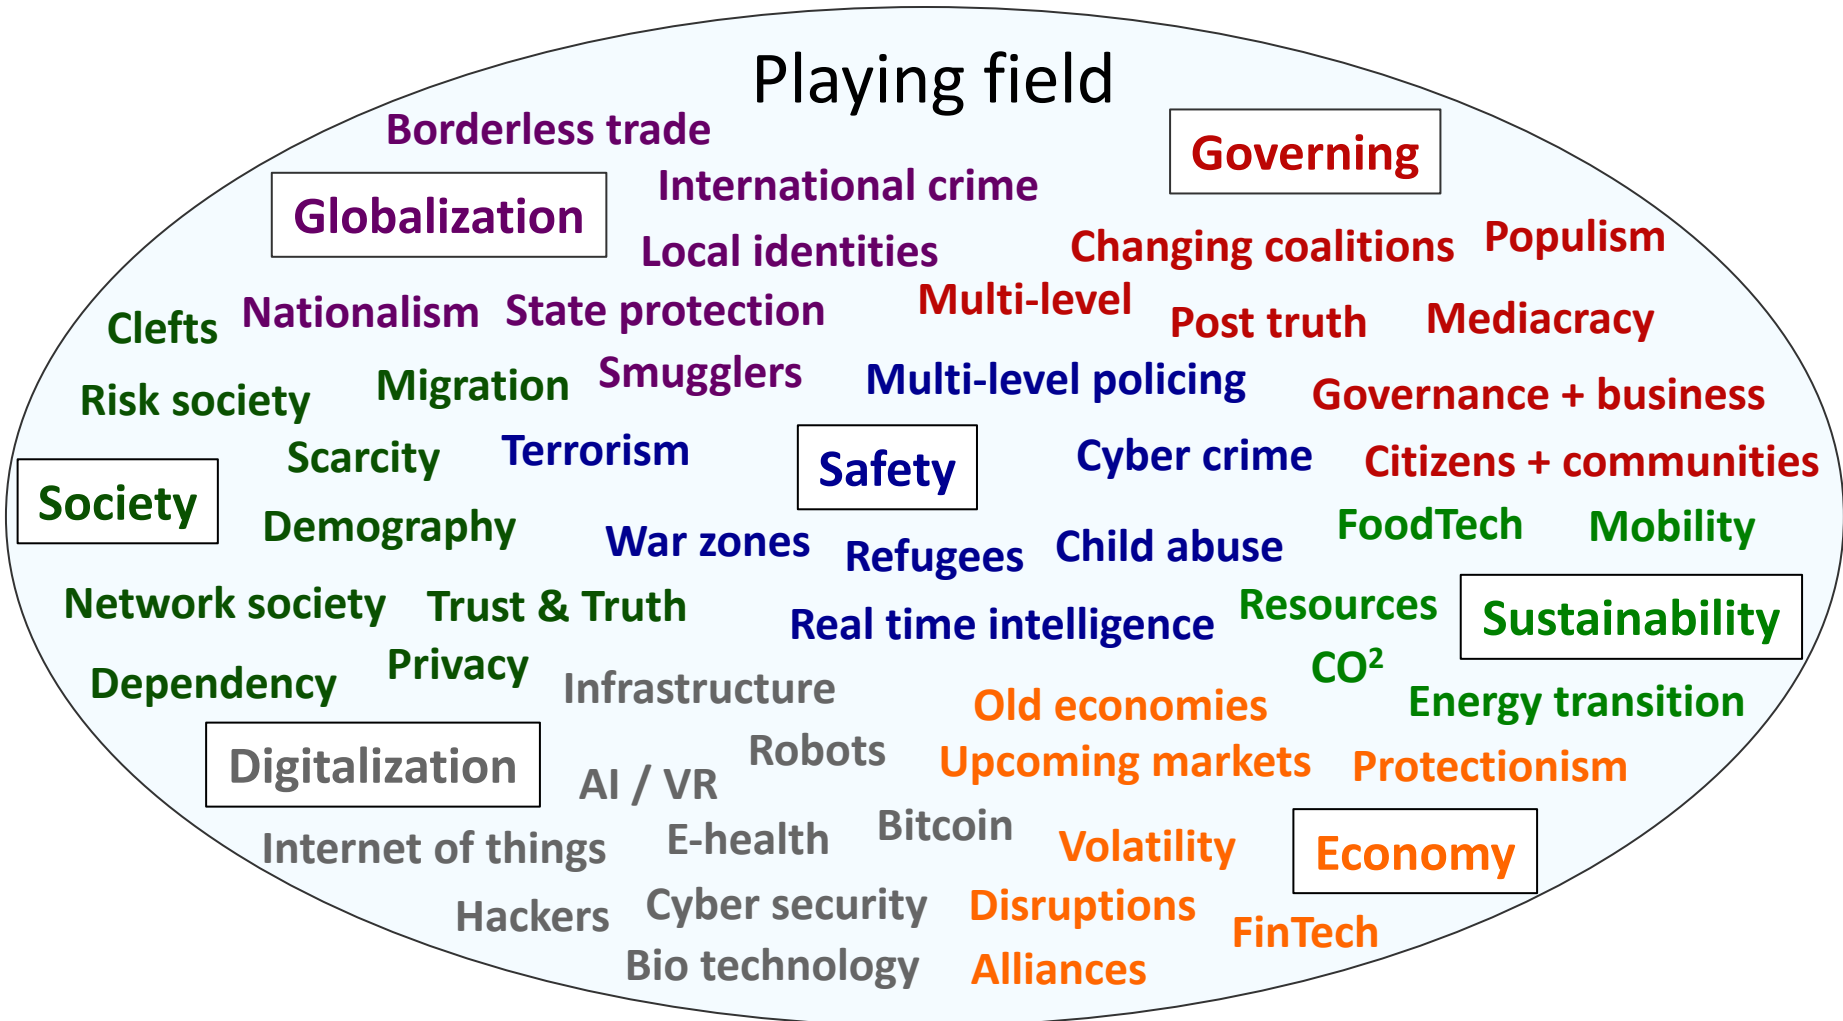 Playing field
Borderless trade
Governing
International crime
Globalization
Local identities
Changing coalitions
Populism
Clefts
Nationalism
State protection
Multi-level
Post truth
Mediacracy
Risk society
Migration
Smugglers
Multi-level policing
Governance + business
Scarcity
Terrorism
Safety
Cyber crime
Citizens + communities
Society
Demography
War zones
Refugees
Child abuse
FoodTech
Mobility
Network society
Trust & Truth
Real time intelligence
Resources
Sustainability
Dependency
Privacy
Infrastructure
Old economies
CO²
Energy transition
Digitalization
AI / VR
Robots
Upcoming markets
Protectionism
Internet of things
E-health
Bitcoin
Volatility
Economy
Hackers
Cyber security
Disruptions
FinTech
Bio technology
Alliances